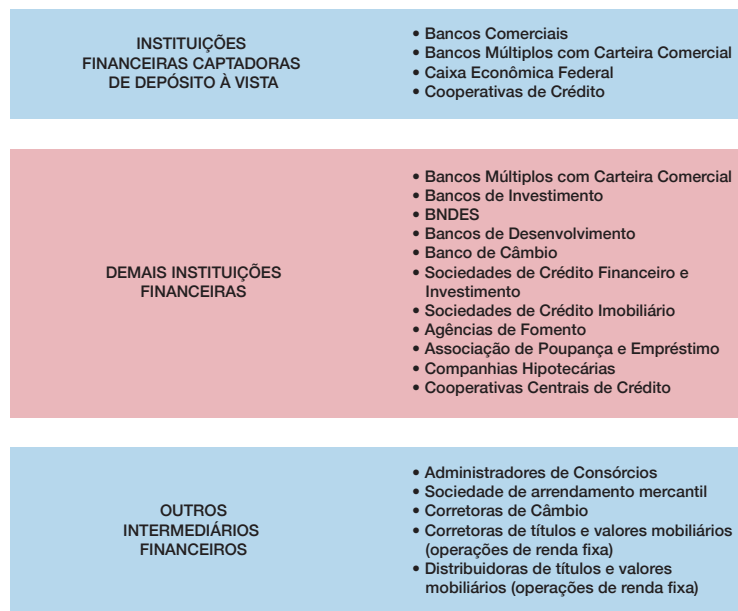 INSTITUIÇÕES
FINANCEIRAS CAPTADORAS
DE DEPÓSITO À VISTA
• Bancos Comerciais
• Bancos Múltiplos com Carteira Comercial
• Caixa Econômica Federal
• Cooperativas de Crédito
DEMAIS INSTITUIÇÕES
FINANCEIRAS
• Bancos Múltiplos com Carteira Comercial
• Bancos de Investimento
• BNDES
• Bancos de Desenvolvimento
• Banco de Câmbio
• Sociedades de Crédito Financeiro e
Investimento
• Sociedades de Crédito Imobiliário
• Agências de Fomento
• Associação de Poupança e Empréstimo
• Companhias Hipotecárias
• Cooperativas Centrais de Crédito
OUTROS
INTERMEDIÁRIOS
FINANCEIROS
• Administradores de Consórcios
• Sociedade de arrendamento mercantil
• Corretoras de Câmbio
• Corretoras de títulos e valores mobiliários
(operações de renda fixa)
• Distribuidoras de títulos e valores
mobiliários (operações de renda fixa)